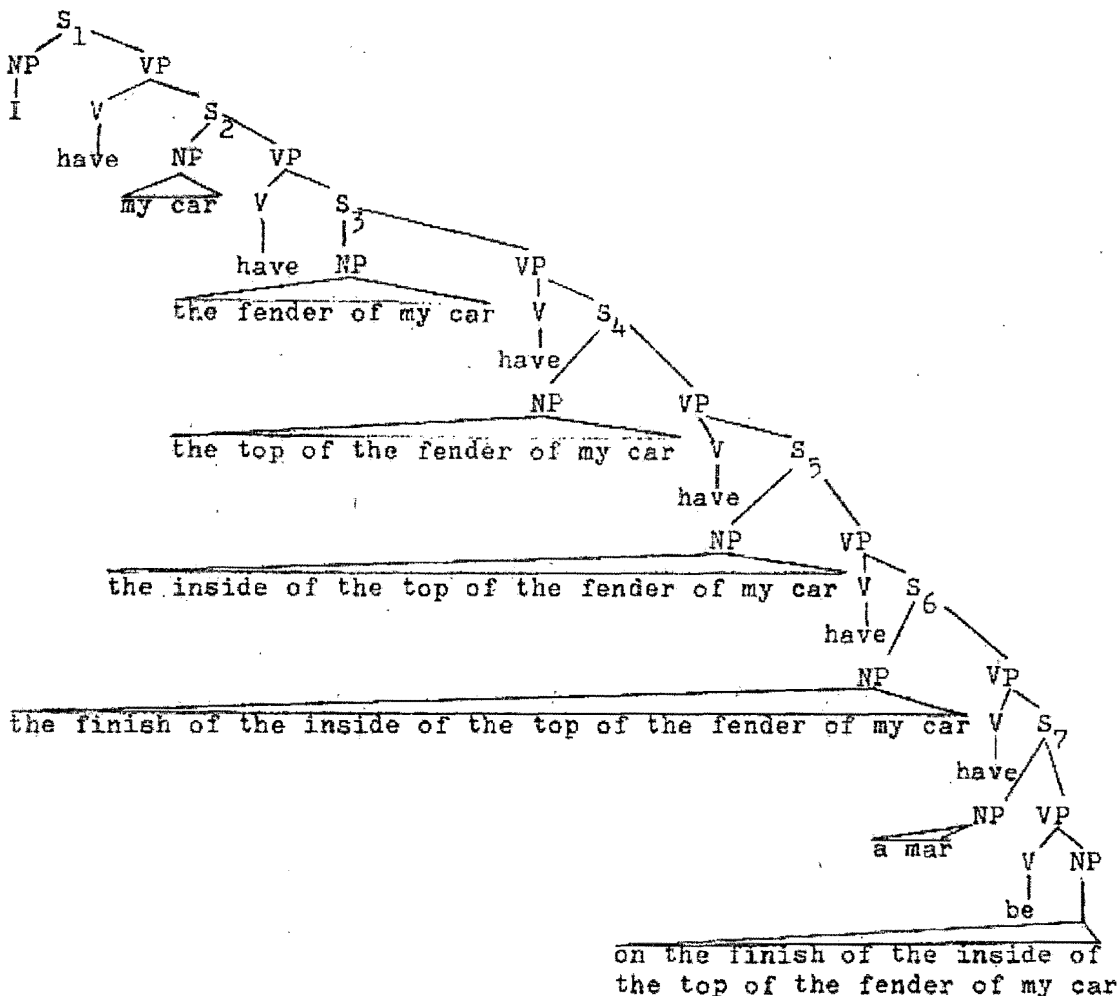 S1
NP VP
I V S2
have NP VP
my car V S3
have NP VP
the fender of my car V S4
have
NP VP
the top of the fender of my car V S5
have
NP VP
the inside of the top of the fender of my car V S6
have
NP VP
the finish of the inside of the top of the fender of my car V S7
have
NP VP
a mar V NP
be
on the finish of the inside of
the top of the fender of my car